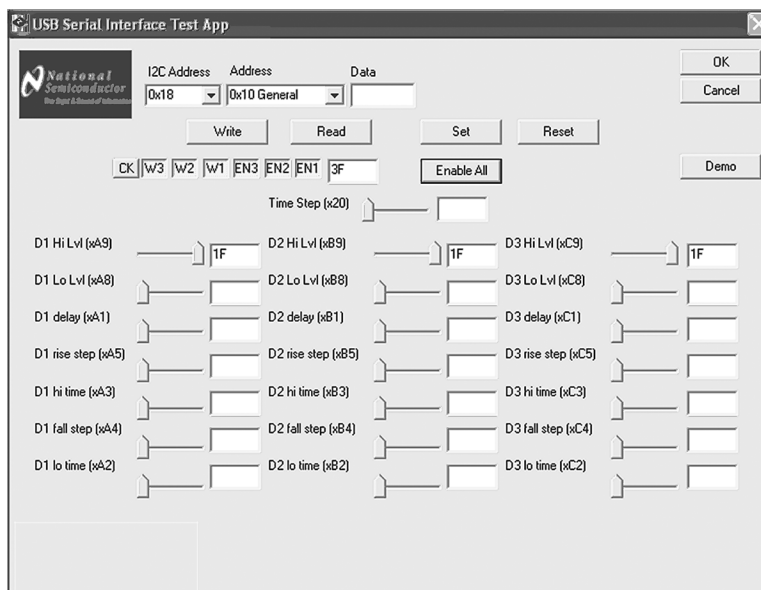 USB Serial Interface Test App
National
Semiconductor
The Sight & Sound of Information
I2C Address Address Data
0x18 0x10 General
OK
Cancel
Write Read Set Reset
CK W3 W2 W1 EN3 EN2 EN1 3F Enable All Demo
Time Step (x20)
D1 Hi Lvl (xA9) 1F D2 Hi Lvl (xB9) 1F D3 Hi Lvl (xC9) 1F
D1 Lo Lvl (xA8) D2 Lo Lvl (xB8) D3 Lo Lvl (xC8)
D1 delay (xA1) D2 delay (xB1) D3 delay (xC1)
D1 rise step (xA5) D2 rise step (xB5) D3 rise step (xC5)
D1 hi time (xA3) D2 hi time (xB3) D3 hi time (xC3)
D1 fall step (xA4) D2 fall step (xB4) D3 fall step (xC4)
D1 lo time (xA2) D2 lo time (xB2) D3 lo time (xC2)